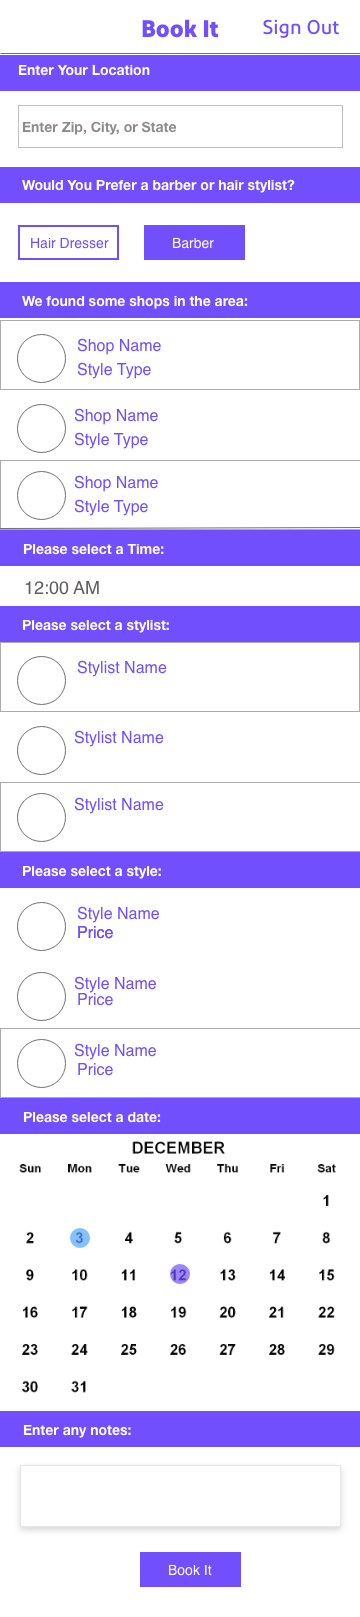 Book It Sign Out
Enter Your Location
Enter Zip, City, or State
Would You Prefer a barber or hair stylist?
Hair Dresser Barber
We found some shops in the area:
Shop Name
Style Type
Shop Name
Style Type
Shop Name
Style Type
Please select a Time:
12:00 AM
Please select a stylist:
Stylist Name
Stylist Name
Stylist Name
Please select a style:
Style Name
Price
Style Name
Price
Style Name
Price
Please select a date:
DECEMBER
Sun Mon Tue Wed Thu Fri Sat
1
2 3 4 5 6 7 8
9 10 11 12 13 14 15
16 17 18 19 20 21 22
23 24 25 26 27 28 29
30 31
Enter any notes:
Book It